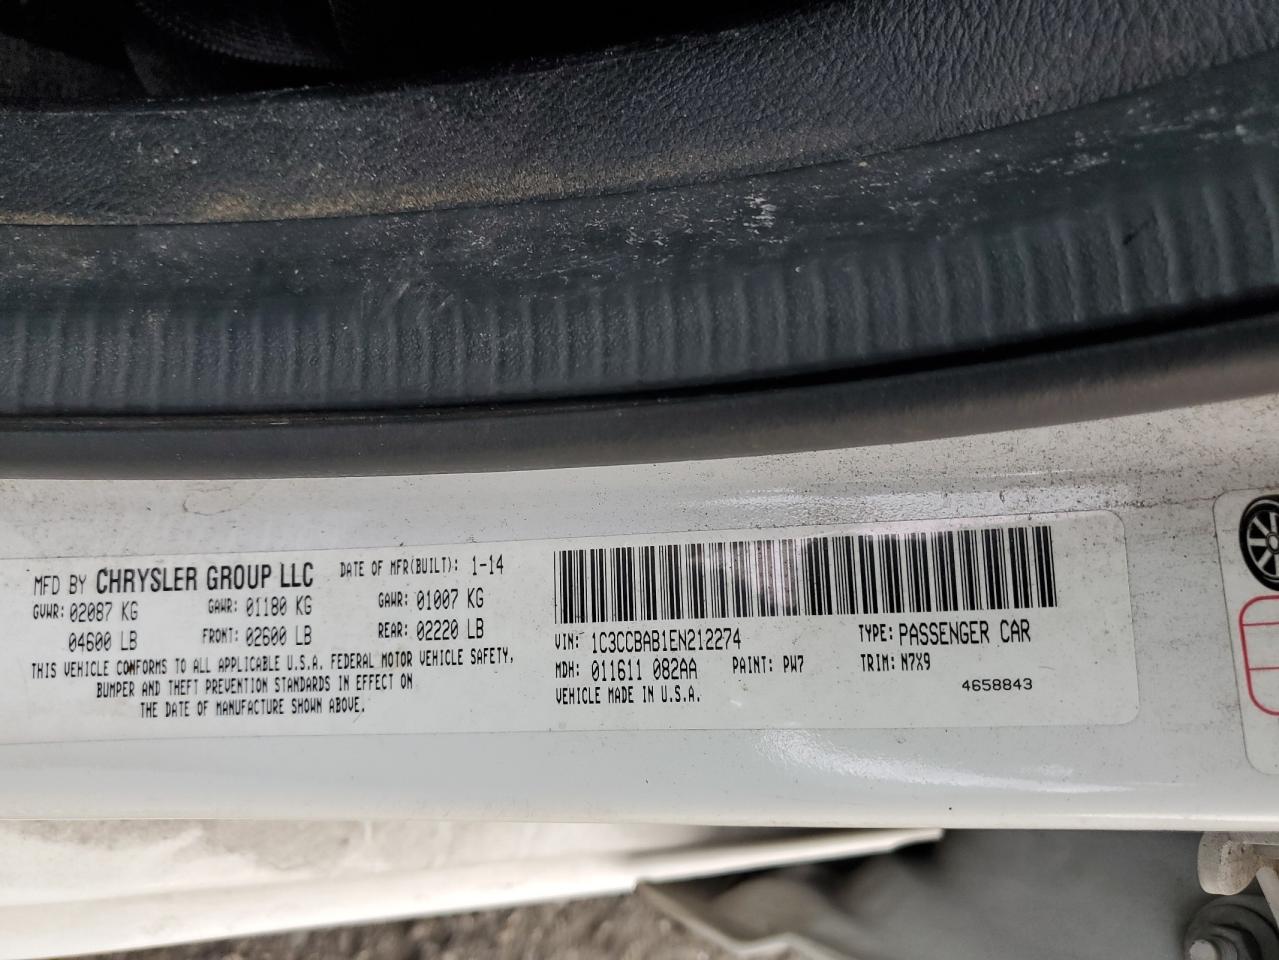 MFD BY CHRYSLER GROUP LLC DATE OF MFR(BUILT): 1-14
GVWR: 02087 KG GAWR: 01180 KG GAWR: 01007 KG
04600 LB FRONT: 02600 LB REAR: 02220 LB
THIS VEHICLE CONFORMS TO ALL APPLICABLE U.S.A. FEDERAL MOTOR VEHICLE SAFETY,
BUMPER AND THEFT PREVENTION STANDARDS IN EFFECT ON
THE DATE OF MANUFACTURE SHOWN ABOVE.
VIN: 1C3CCBAB1EN212274 TYPE: PASSENGER CAR
MDH: 011611 082AA PAINT: PW7 TRIM: N7X9
VEHICLE MADE IN U.S.A. 4658843